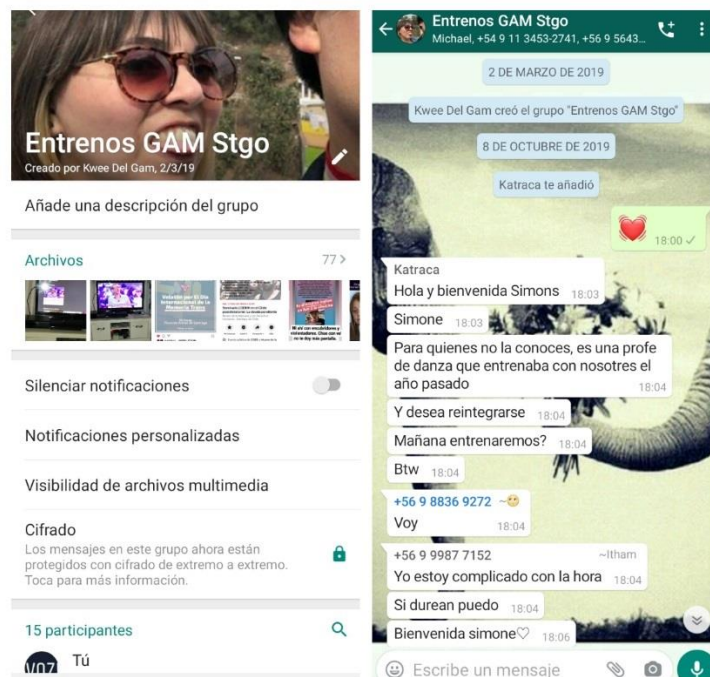 Entrenos GAM Stgo
Creado por Kwee Del Gam, 2/3/19
Añade una descripción del grupo
Archivos
77 >
Silenciar notificaciones
Notificaciones personalizadas
Visibilidad de archivos multimedia
Cifrado
Los mensajes en este grupo ahora están
protegidos con cifrado de extremo a extremo.
Toca para más información.
15 participantes
Tú
Entrenos GAM Stgo
Michael, +54 9 11 3453-2741, +56 9 5643...
2 DE MARZO DE 2019
Kwee Del Gam creó el grupo "Entrenos GAM Stgo"
8 DE OCTUBRE DE 2019
Katraca te añadió
18:00
Katraca
Hola y bienvenida Simons 18:03
Simone 18:03
Para quienes no la conoces, es una profe
de danza que entrenaba con nosotres el
año pasado 18:04
Y desea reintegrarse 18:04
Mañana entrenaremos? 18:04
Btw 18:04
+56 9 8836 9272 ~
Voy 18:04
+56 9 9987 7152 ~Itham
Yo estoy complicado con la hora 18:04
Si durean puedo 18:04
Bienvenida simone♡ 18:06
Escribe un mensaje